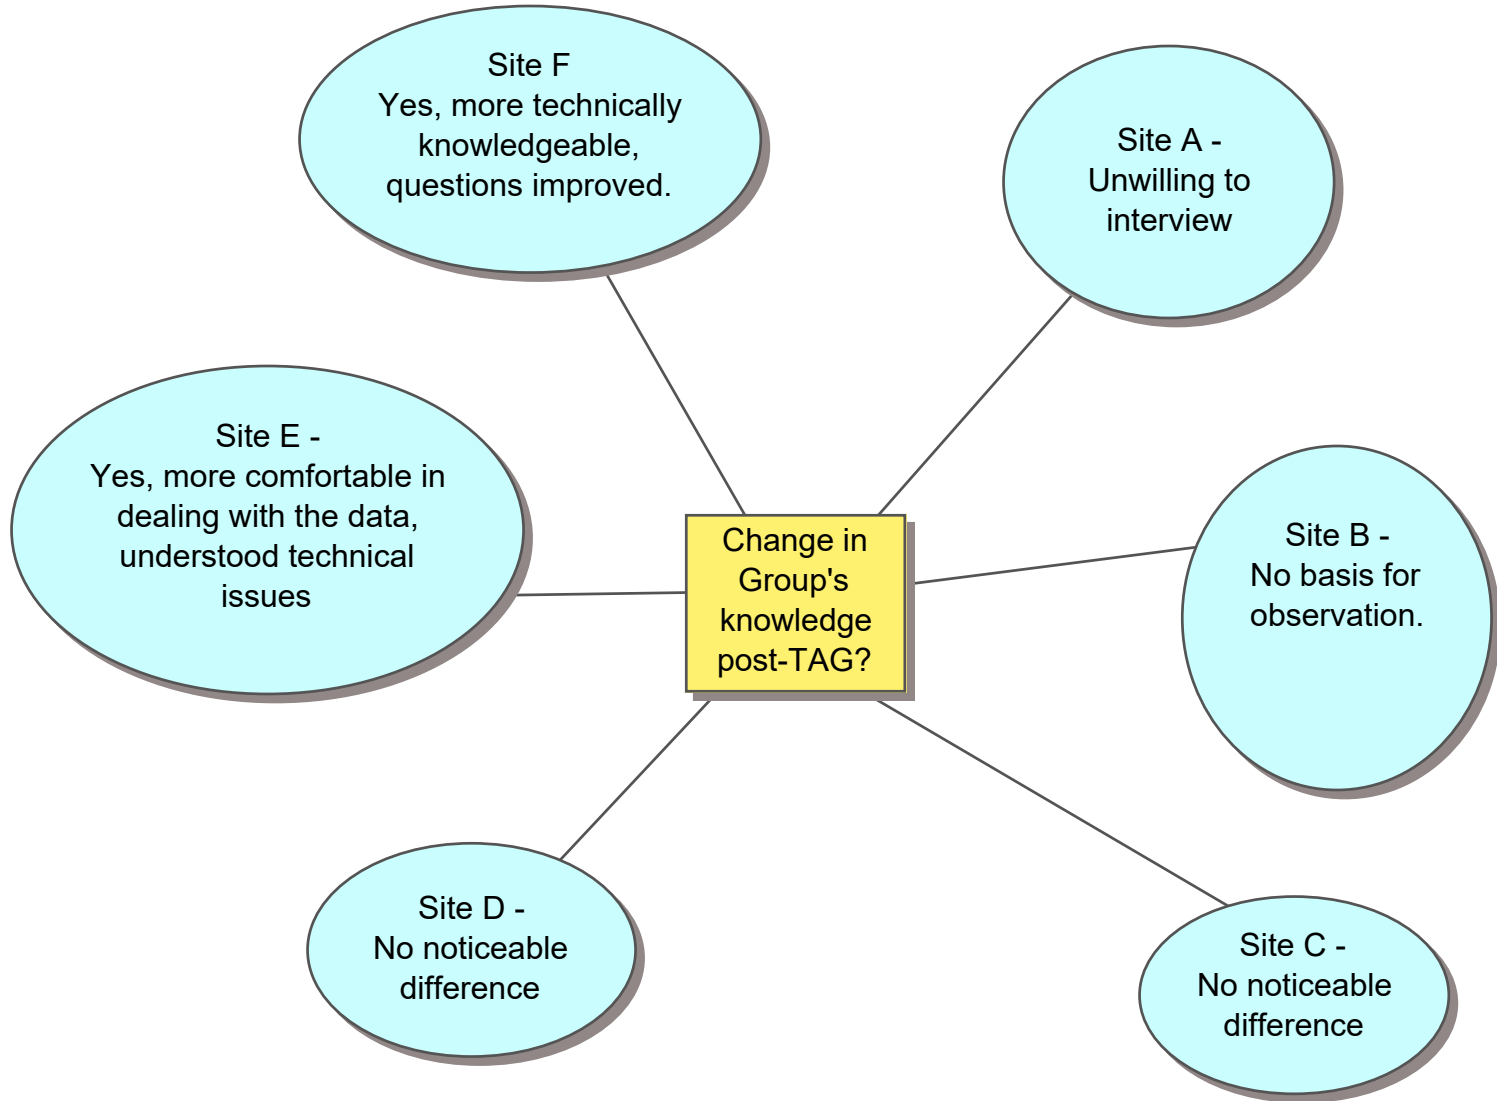 Site F
Yes, more technically
knowledgeable,
questions improved.
Site A -
Unwilling to
interview
Site E -
Yes, more comfortable in
dealing with the data,
understood technical
issues
Change in
Group's
knowledge
post-TAG?
Site B -
No basis for
observation.
Site D -
No noticeable
difference
Site C -
No noticeable
difference